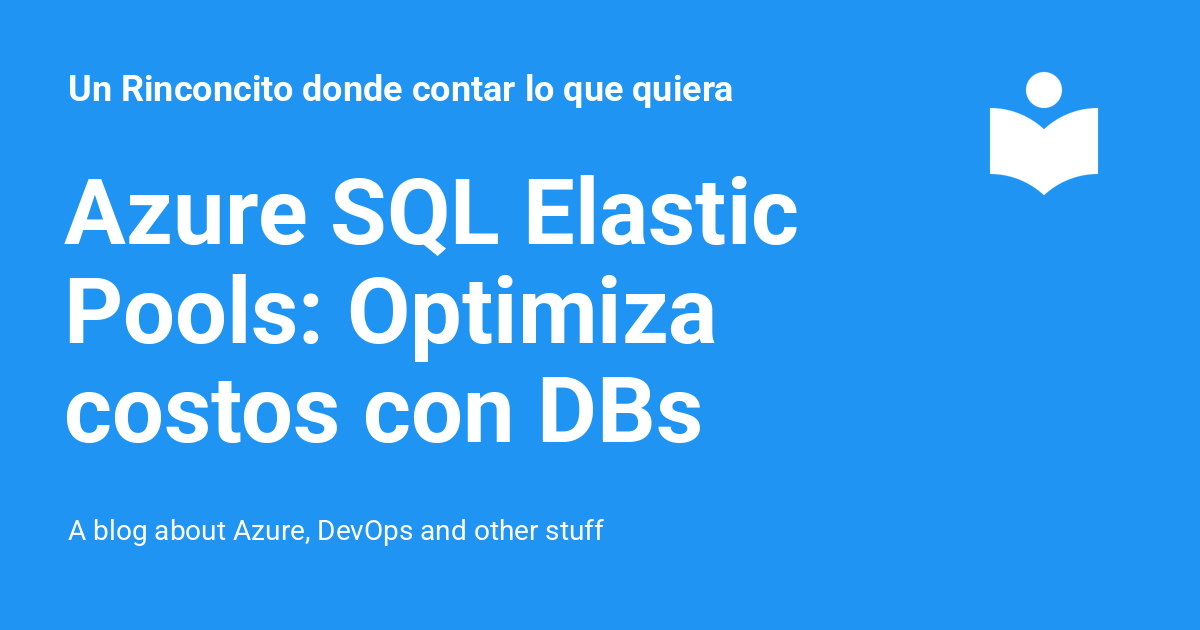 Un Rinconcito donde contar lo que quiera
Azure SQL Elastic
Pools: Optimiza
costos con DBs
A blog about Azure, DevOps and other stuff